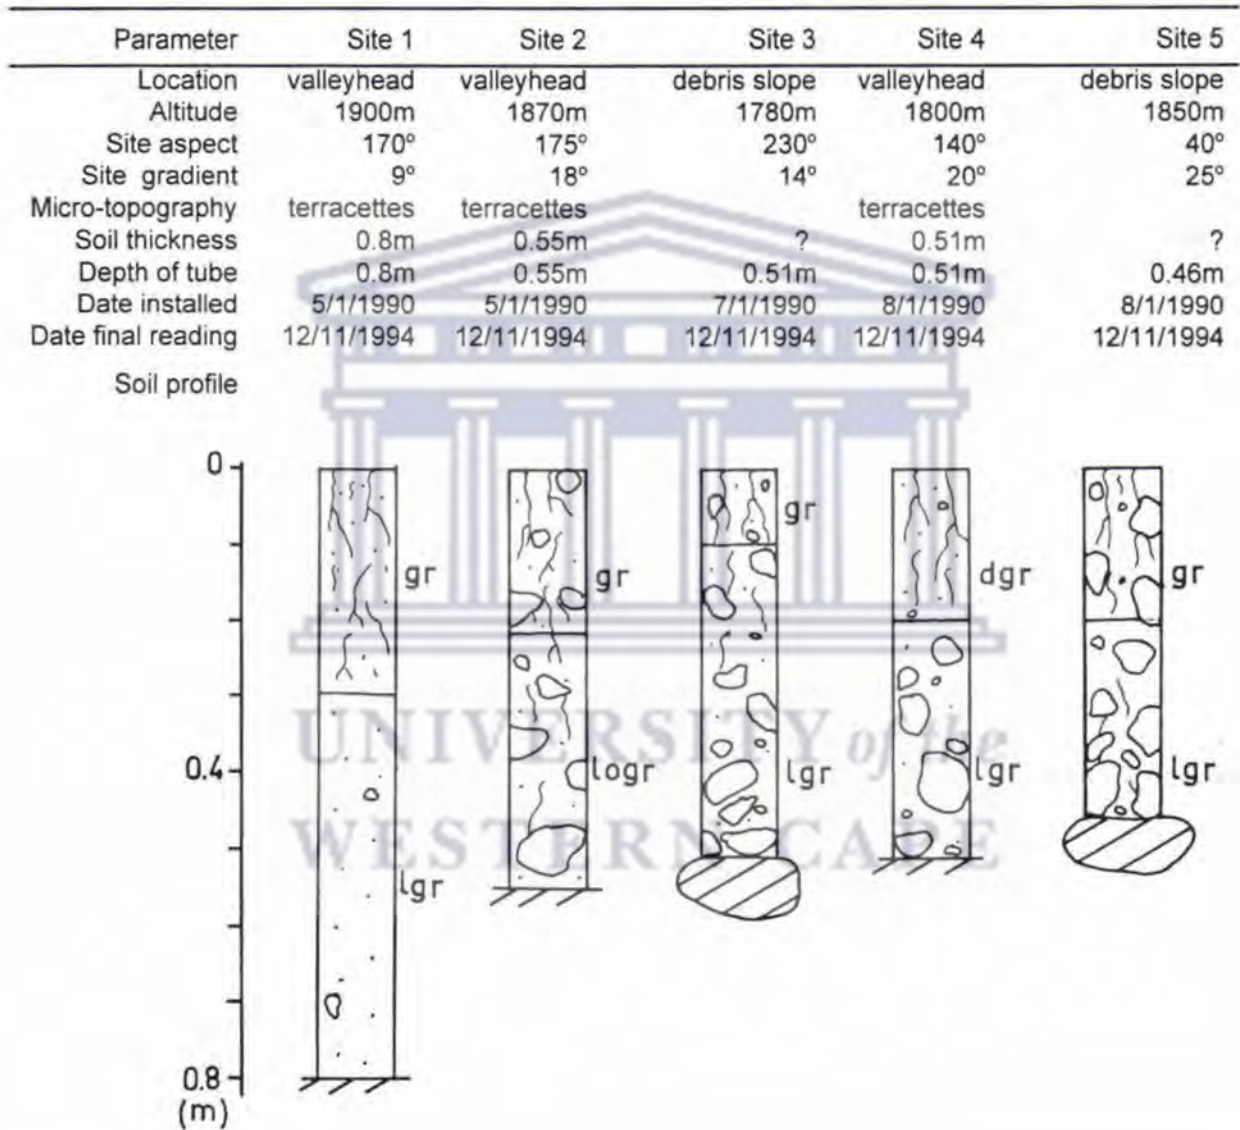 Parameter Site 1 Site 2 Site 3 Site 4 Site 5
Location valleyhead valleyhead debris slope valleyhead debris slope
Altitude 1900m 1870m 1780m 1800m 1850m
Site aspect 170° 175° 230° 140° 40°
Site gradient 9° 18° 14° 20° 25°
Micro-topography terracettes terracettes terracettes
Soil thickness 0.8m 0.55m ? 0.51m ?
Depth of tube 0.8m 0.55m 0.51m 0.51m 0.46m
Date installed 5/1/1990 5/1/1990 7/1/1990 8/1/1990 8/1/1990
Date final reading 12/11/1994 12/11/1994 12/11/1994 12/11/1994 12/11/1994
Soil profile
0
gr
gr
gr
dgr
gr
UNIVERSITY of the
0.4
logr
lgr
lgr
lgr
WESTERN CAPE
lgr
0.8
(m)